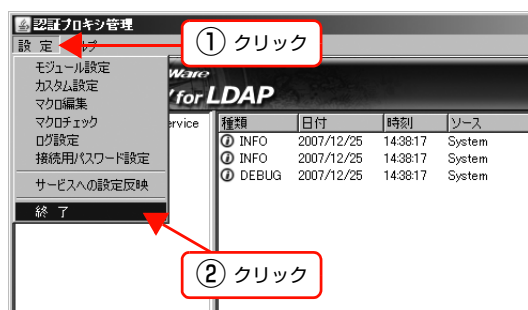 認証プロキシ管理
設 定
① クリック
モジュール設定
カスタム設定
マクロ編集
マクロチェック
ログ設定
接続用パスワード設定
サービスへの設定反映
終 了
Ware
for LDAP
ervice
種類 日付 時刻 ソース
INFO 2007/12/25 14:38:17 System
INFO 2007/12/25 14:38:17 System
DEBUG 2007/12/25 14:38:17 System
② クリック